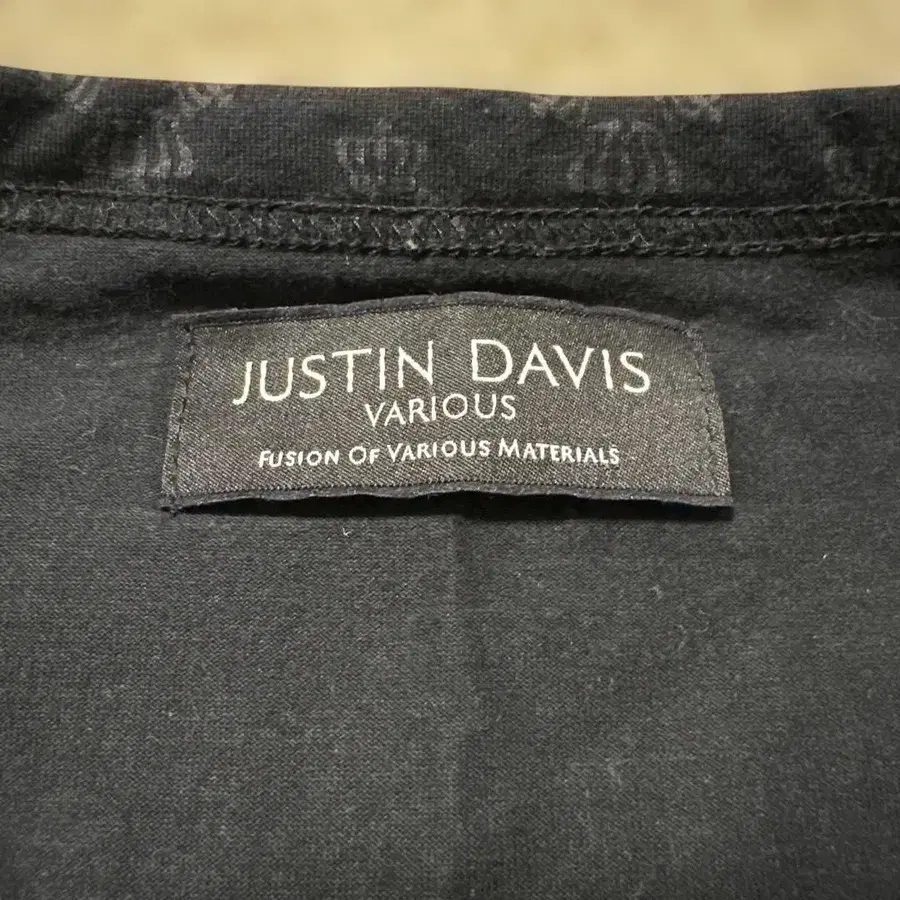 JUSTIN DAVIS
VARIOUS
FUSION OF VARIOUS MATERIALS